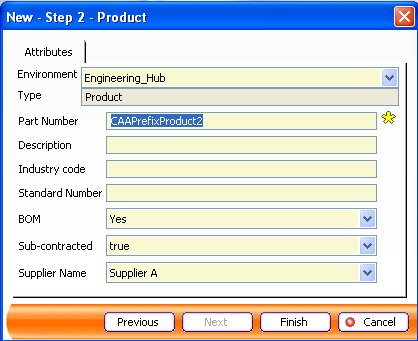 New - Step 2 - Product
Attributes
Environment Engineering_Hub
Type Product
Part Number CAAPrefixProduct2
Description
Industry code
Standard Number
BOM Yes
Sub-contracted true
Supplier Name Supplier A
Previous Next Finish Cancel